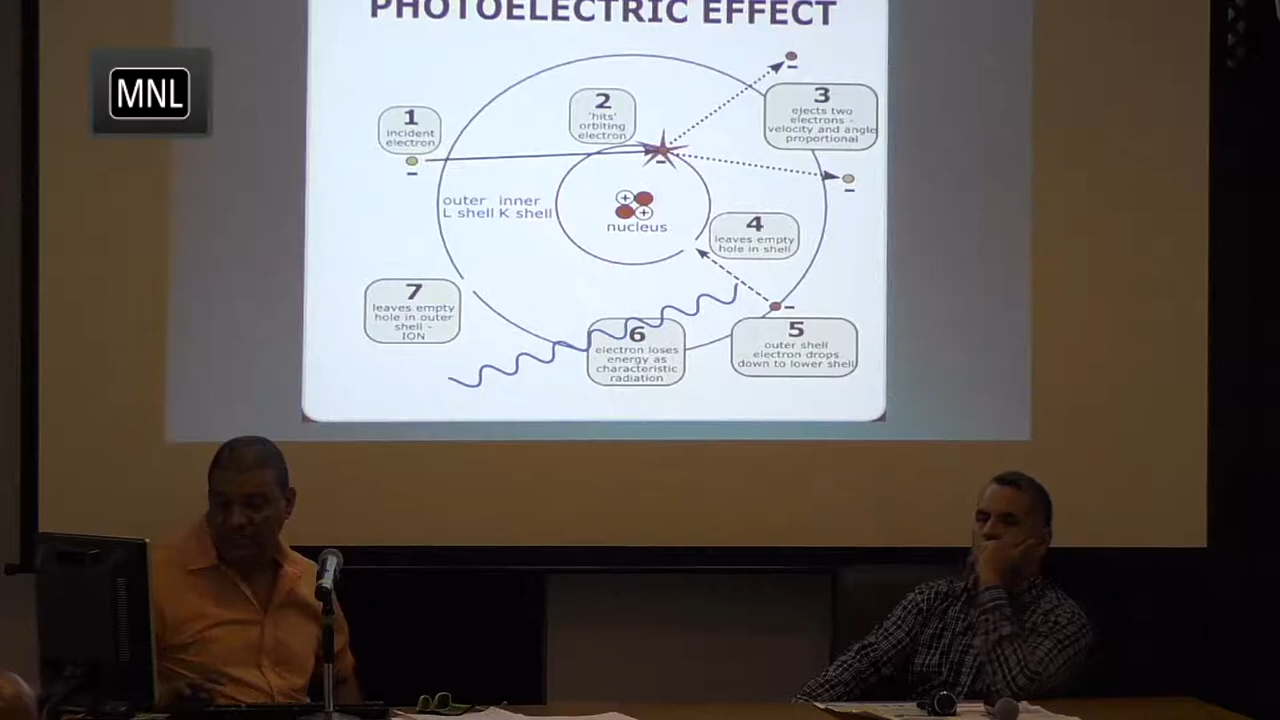 PHOTOELECTRIC EFFECT
MNL
1
incident
electron
2
'hits'
orbiting
electron
3
ejects two
electrons -
velocity and angle
proportional
outer inner
L shell K shell
nucleus
4
leaves empty
hole in shell
7
leaves empty
hole in outer
shell -
ION
6
electron loses
energy as
characteristic
radiation
5
outer shell
electron drops
down to lower shell